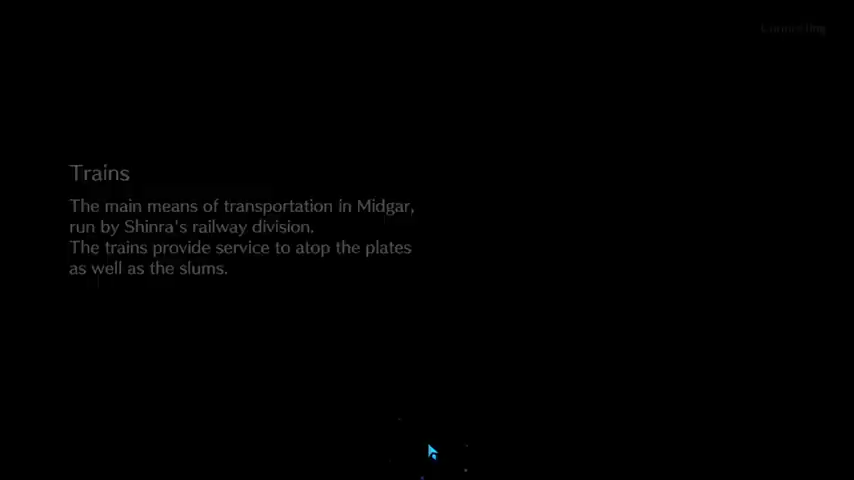 Connecting
Trains
The main means of transportation in Midgar,
run by Shinra's railway division.
The trains provide service to atop the plates
as well as the slums.